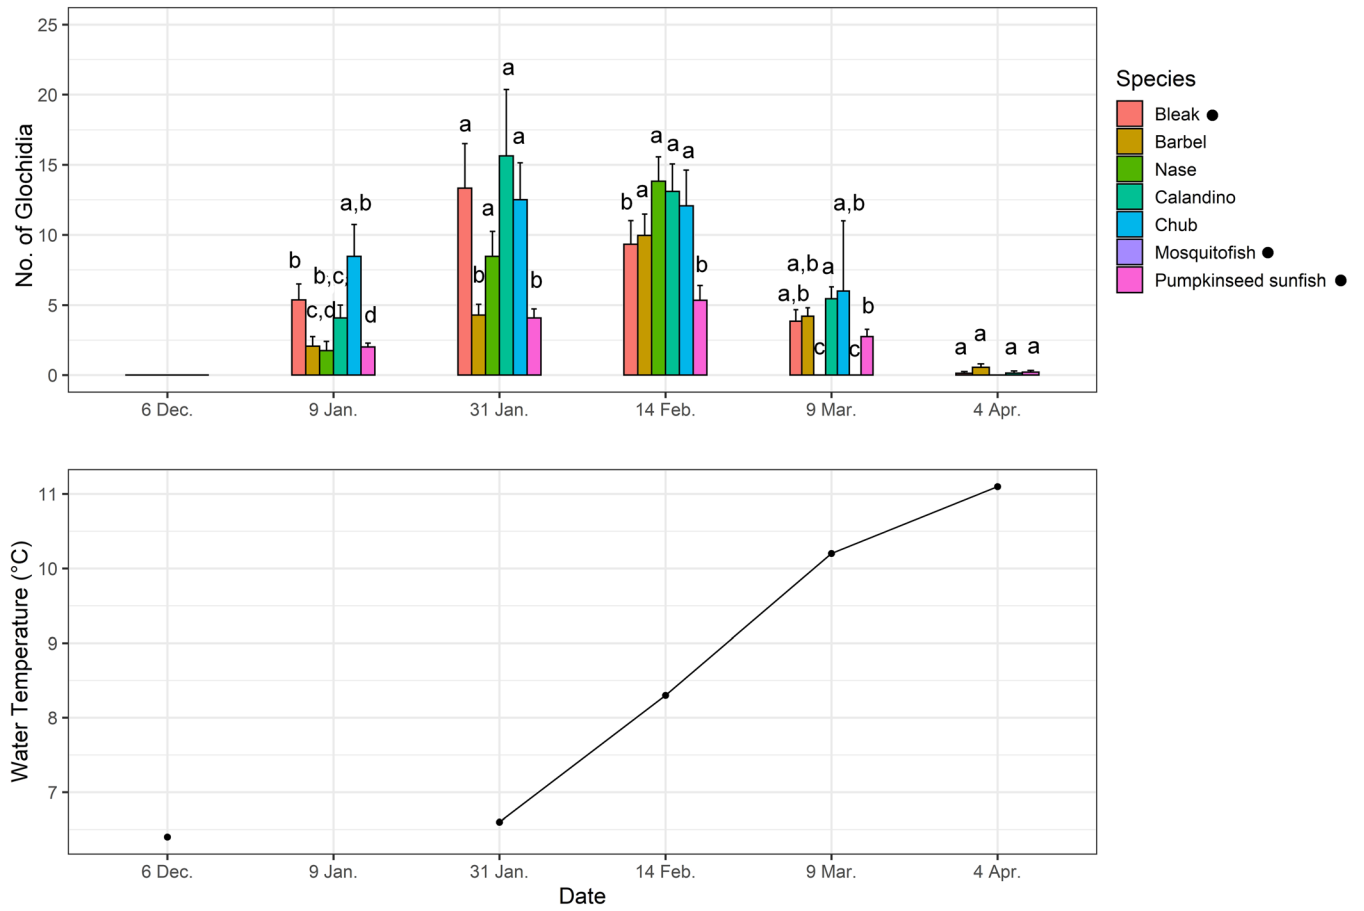 No. of Glochidia
25
20
15
10
5
0
b
c,d
b,c,
a,b
d
a
b
a
a
a
b
b
a
a
a
a
b
a,b
a,b
c
a
a,b
c
b
a
a
a
a
6 Dec.
9 Jan.
31 Jan.
14 Feb.
9 Mar.
4 Apr.
Species
Bleak ●
Barbel
Nase
Calandino
Chub
Mosquitofish ●
Pumpkinseed sunfish ●
Water Temperature (°C)
11
10
9
8
7
6 Dec.
9 Jan.
31 Jan.
14 Feb.
9 Mar.
4 Apr.
Date